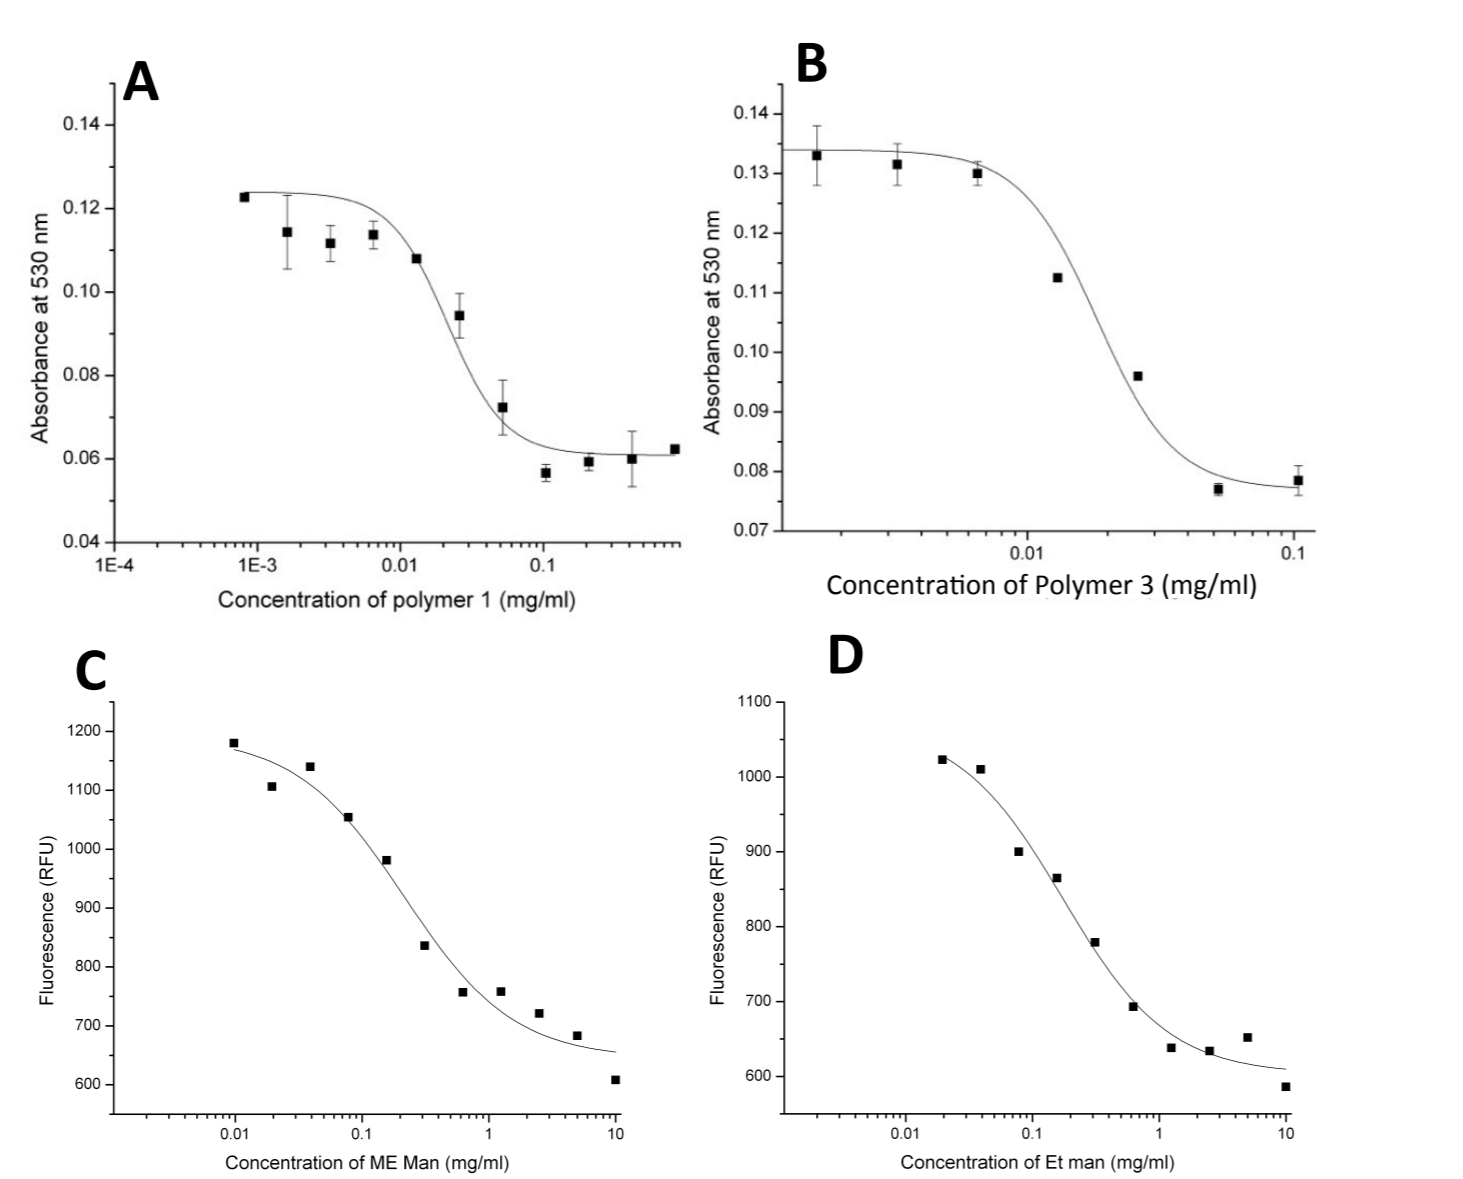 A
0.14
0.12
0.10
0.08
0.06
0.04
1E-4 1E-3 0.01 0.1
Absorbance at 530 nm
Concentration of polymer 1 (mg/ml)
B
0.14
0.13
0.12
0.11
0.10
0.09
0.08
0.07
0.01 0.1
Absorbance at 530 nm
Concentration of Polymer 3 (mg/ml)
C
1200
1100
1000
900
800
700
600
0.01 0.1 1 10
Fluorescence (RFU)
Concentration of ME Man (mg/ml)
D
1100
1000
900
800
700
600
0.01 0.1 1 10
Fluorescence (RFU)
Concentration of Et man (mg/ml)